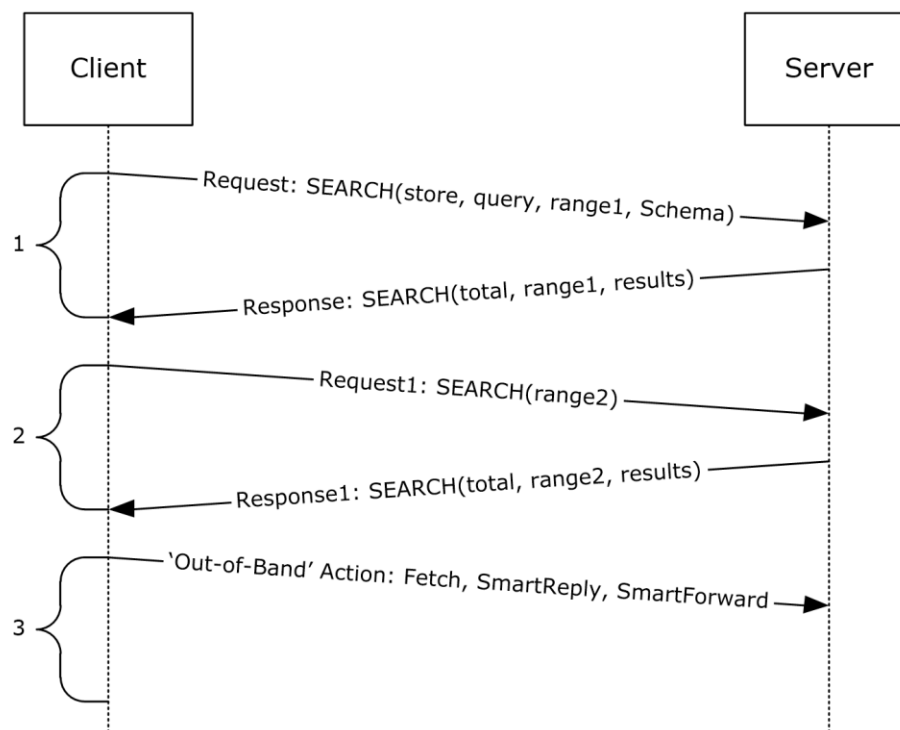 Client
Server
Request: SEARCH(store, query, range1, Schema)
1
Response: SEARCH(total, range1, results)
Request1: SEARCH(range2)
2
Response1: SEARCH(total, range2, results)
‘Out-of-Band’ Action: Fetch, SmartReply, SmartForward
3